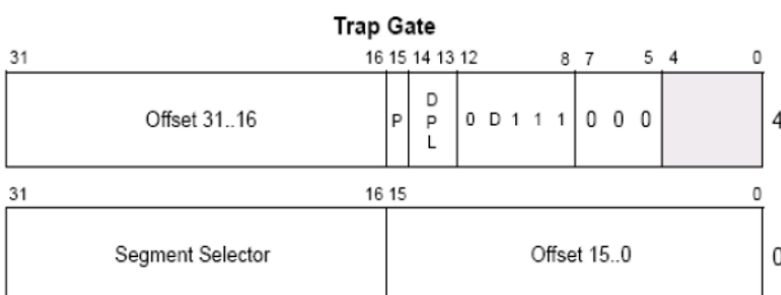 Trap Gate
31 16 15 14 13 12 8 7 5 4 0
Offset 31..16 P D P L 0 D 1 1 1 0 0 0 4
31 16 15 0
Segment Selector Offset 15..0 0